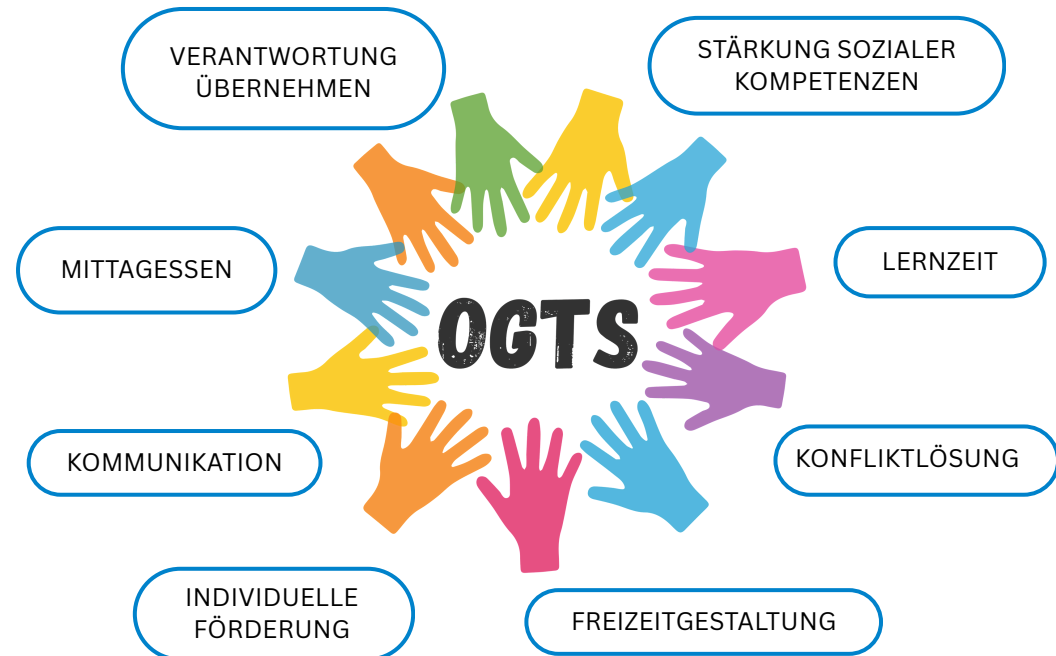 VERANTWORTUNG
ÜBERNEHMEN
STÄRKUNG SOZIALER
KOMPETENZEN
MITTAGESSEN
LERNZEIT
OGTS
KOMMUNIKATION
KONFLIKTLÖSUNG
INDIVIDUELLE
FÖRDERUNG
FREIZEITGESTALTUNG